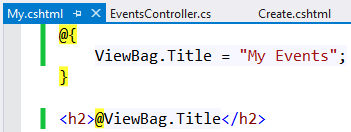 My.cshtml EventsController.cs Create.cshtml
@{
ViewBag.Title = "My Events";
}
<h2>@ViewBag.Title</h2>